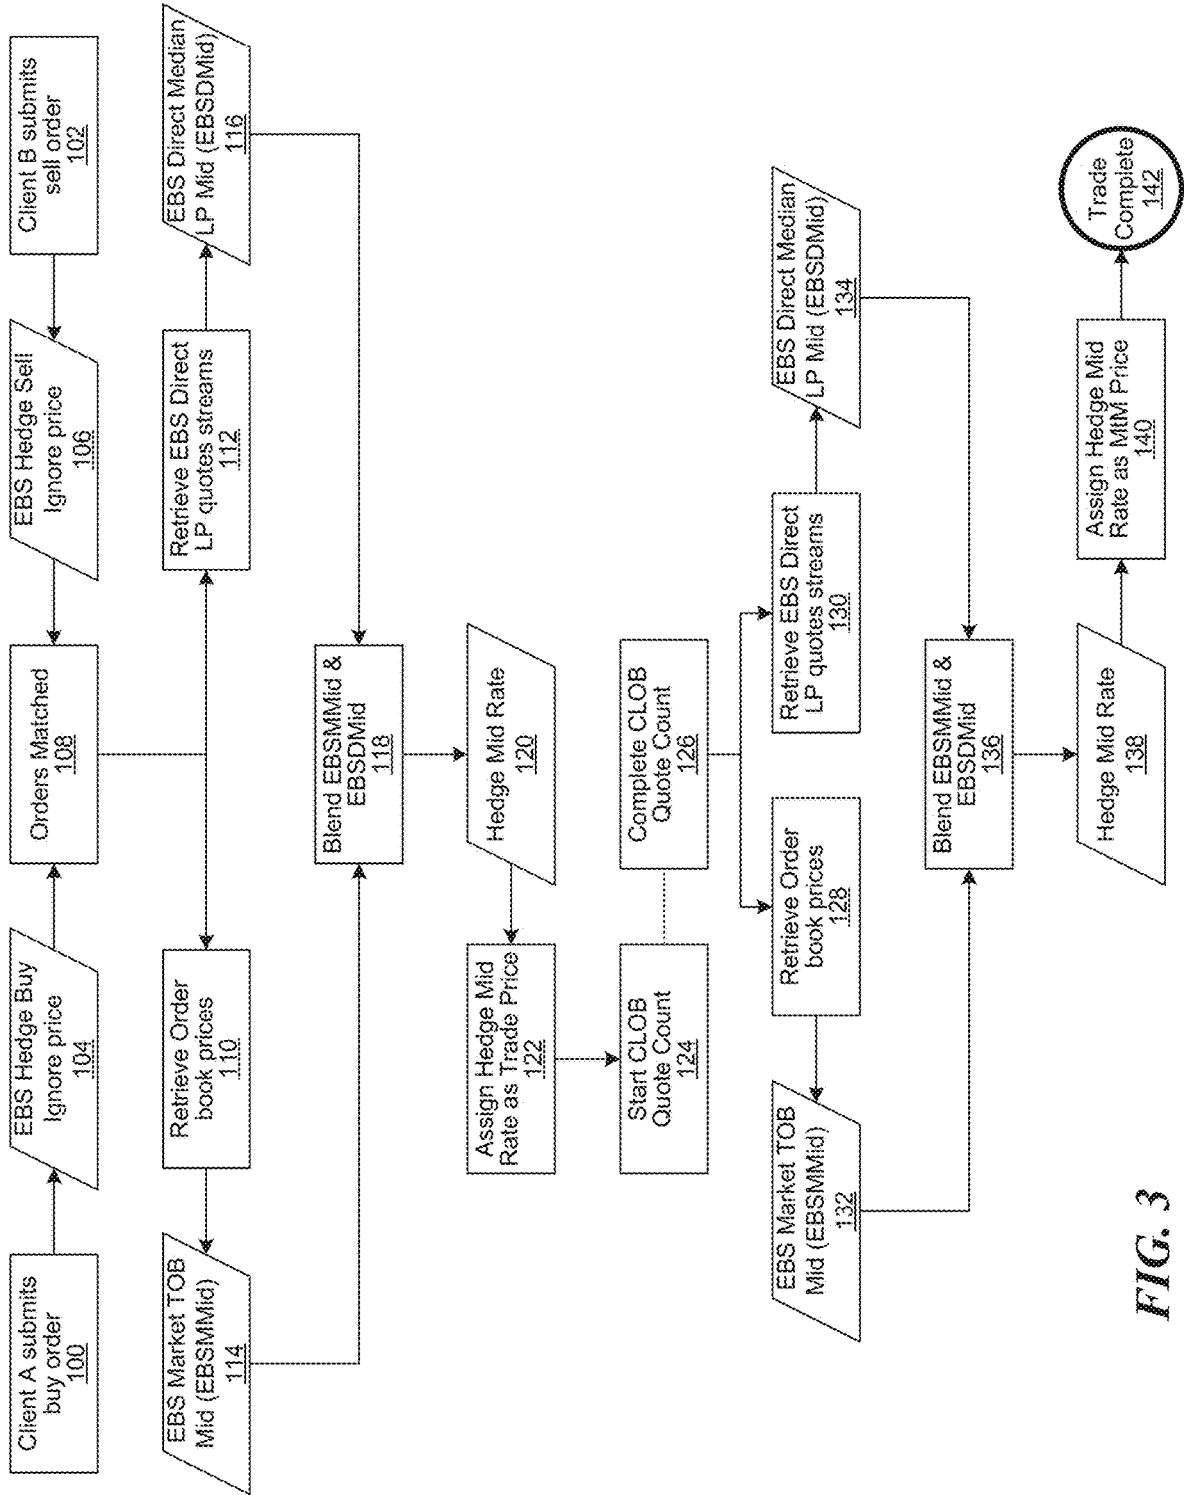 Client A submits
buy order
100
EBS Hedge Buy
Ignore price
104
Orders Matched
108
EBS Hedge Sell
Ignore price
106
Client B submits
sell order
102
EBS Market TOB
Mid (EBSMMid)
114
Retrieve Order
book prices
110
Retrieve EBS Direct
LP quotes streams
112
EBS Direct Median
LP Mid (EBSDMid)
116
Blend EBSMMid &
EBSDMid
118
Assign Hedge Mid
Rate as Trade Price
122
Hedge Mid Rate
120
Start CLOB
Quote Count
124
Complete CLOB
Quote Count
126
EBS Market TOB
Mid (EBSMMid)
132
Retrieve Order
book prices
128
Retrieve EBS Direct
LP quotes streams
130
EBS Direct Median
LP Mid (EBSDMid)
134
Blend EBSMMid &
EBSDMid
136
Hedge Mid Rate
138
Assign Hedge Mid
Rate as MtM Price
140
Trade
Complete
142
FIG. 3